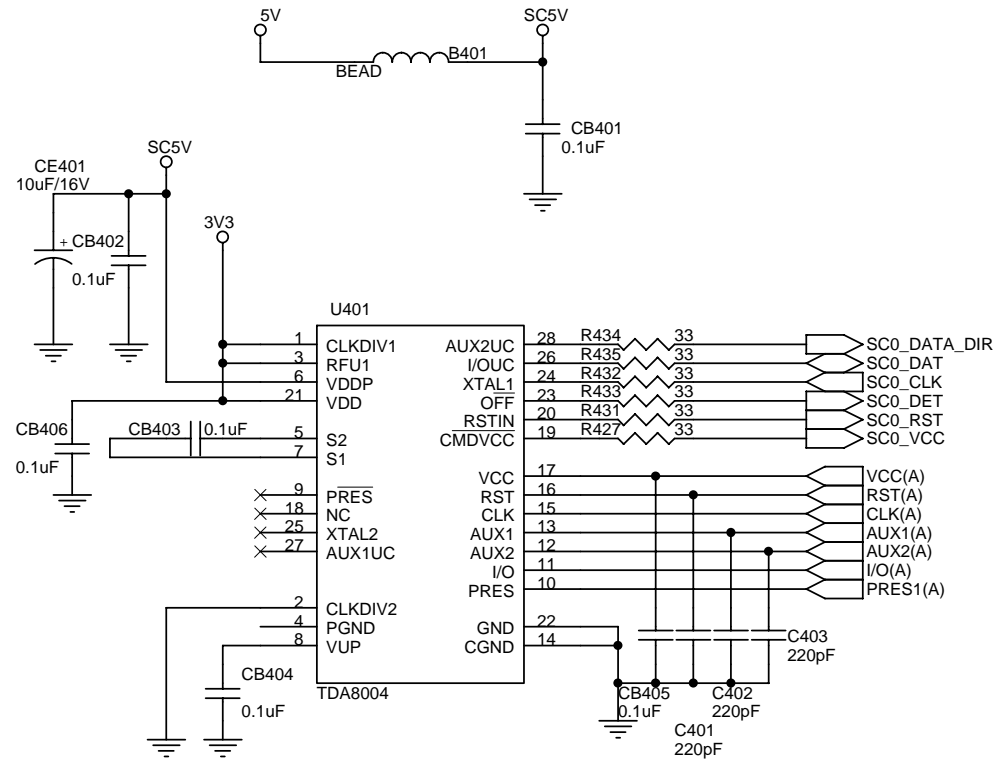 5V
SC5V
B401
BEAD
CB401
0.1uF
SC5V
CE401
10uF/16V
+
CB402
0.1uF
3V3
U401
1 CLKDIV1
3 RFU1
6 VDDP
21 VDD
CB406
0.1uF
CB403 0.1uF
5 S2
7 S1
9 PRES
18 NC
25 XTAL2
27 AUX1UC
2 CLKDIV2
4 PGND
8 VUP
CB404
0.1uF
TDA8004
AUX2UC 28 R434 33 SC0_DATA_DIR
I/OUC 26 R435 33 SC0_DAT
XTAL1 24 R432 33 SC0_CLK
OFF 23 R433 33 SC0_DET
RSTIN 20 R431 33 SC0_RST
CMDVCC 19 R427 33 SC0_VCC
VCC 17 VCC(A)
RST 16 RST(A)
CLK 15 CLK(A)
AUX1 13 AUX1(A)
AUX2 12 AUX2(A)
I/O 11 I/O(A)
PRES 10 PRES1(A)
GND 22
CGND 14
C403
220pF
CB405
0.1uF
C402
220pF
C401
220pF